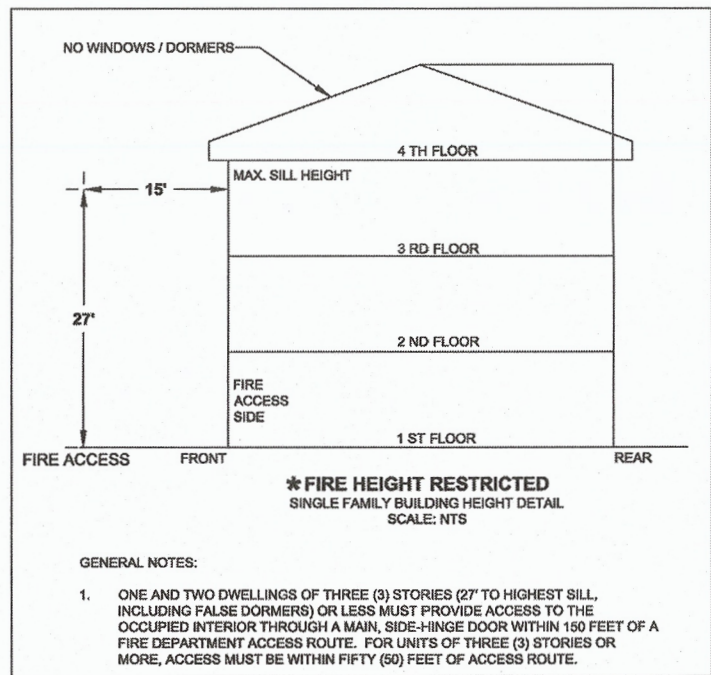 NO WINDOWS / DORMERS
4 TH FLOOR
MAX. SILL HEIGHT
15'
3 RD FLOOR
27'
2 ND FLOOR
FIRE
ACCESS
SIDE
1 ST FLOOR
FIRE ACCESS
FRONT
REAR
*FIRE HEIGHT RESTRICTED
SINGLE FAMILY BUILDING HEIGHT DETAIL
SCALE: NTS
GENERAL NOTES:
1. ONE AND TWO DWELLINGS OF THREE (3) STORIES (27' TO HIGHEST SILL,
INCLUDING FALSE DORMERS) OR LESS MUST PROVIDE ACCESS TO THE
OCCUPIED INTERIOR THROUGH A MAIN, SIDE-HINGE DOOR WITHIN 150 FEET OF A
FIRE DEPARTMENT ACCESS ROUTE. FOR UNITS OF THREE (3) STORIES OR
MORE, ACCESS MUST BE WITHIN FIFTY (50) FEET OF ACCESS ROUTE.